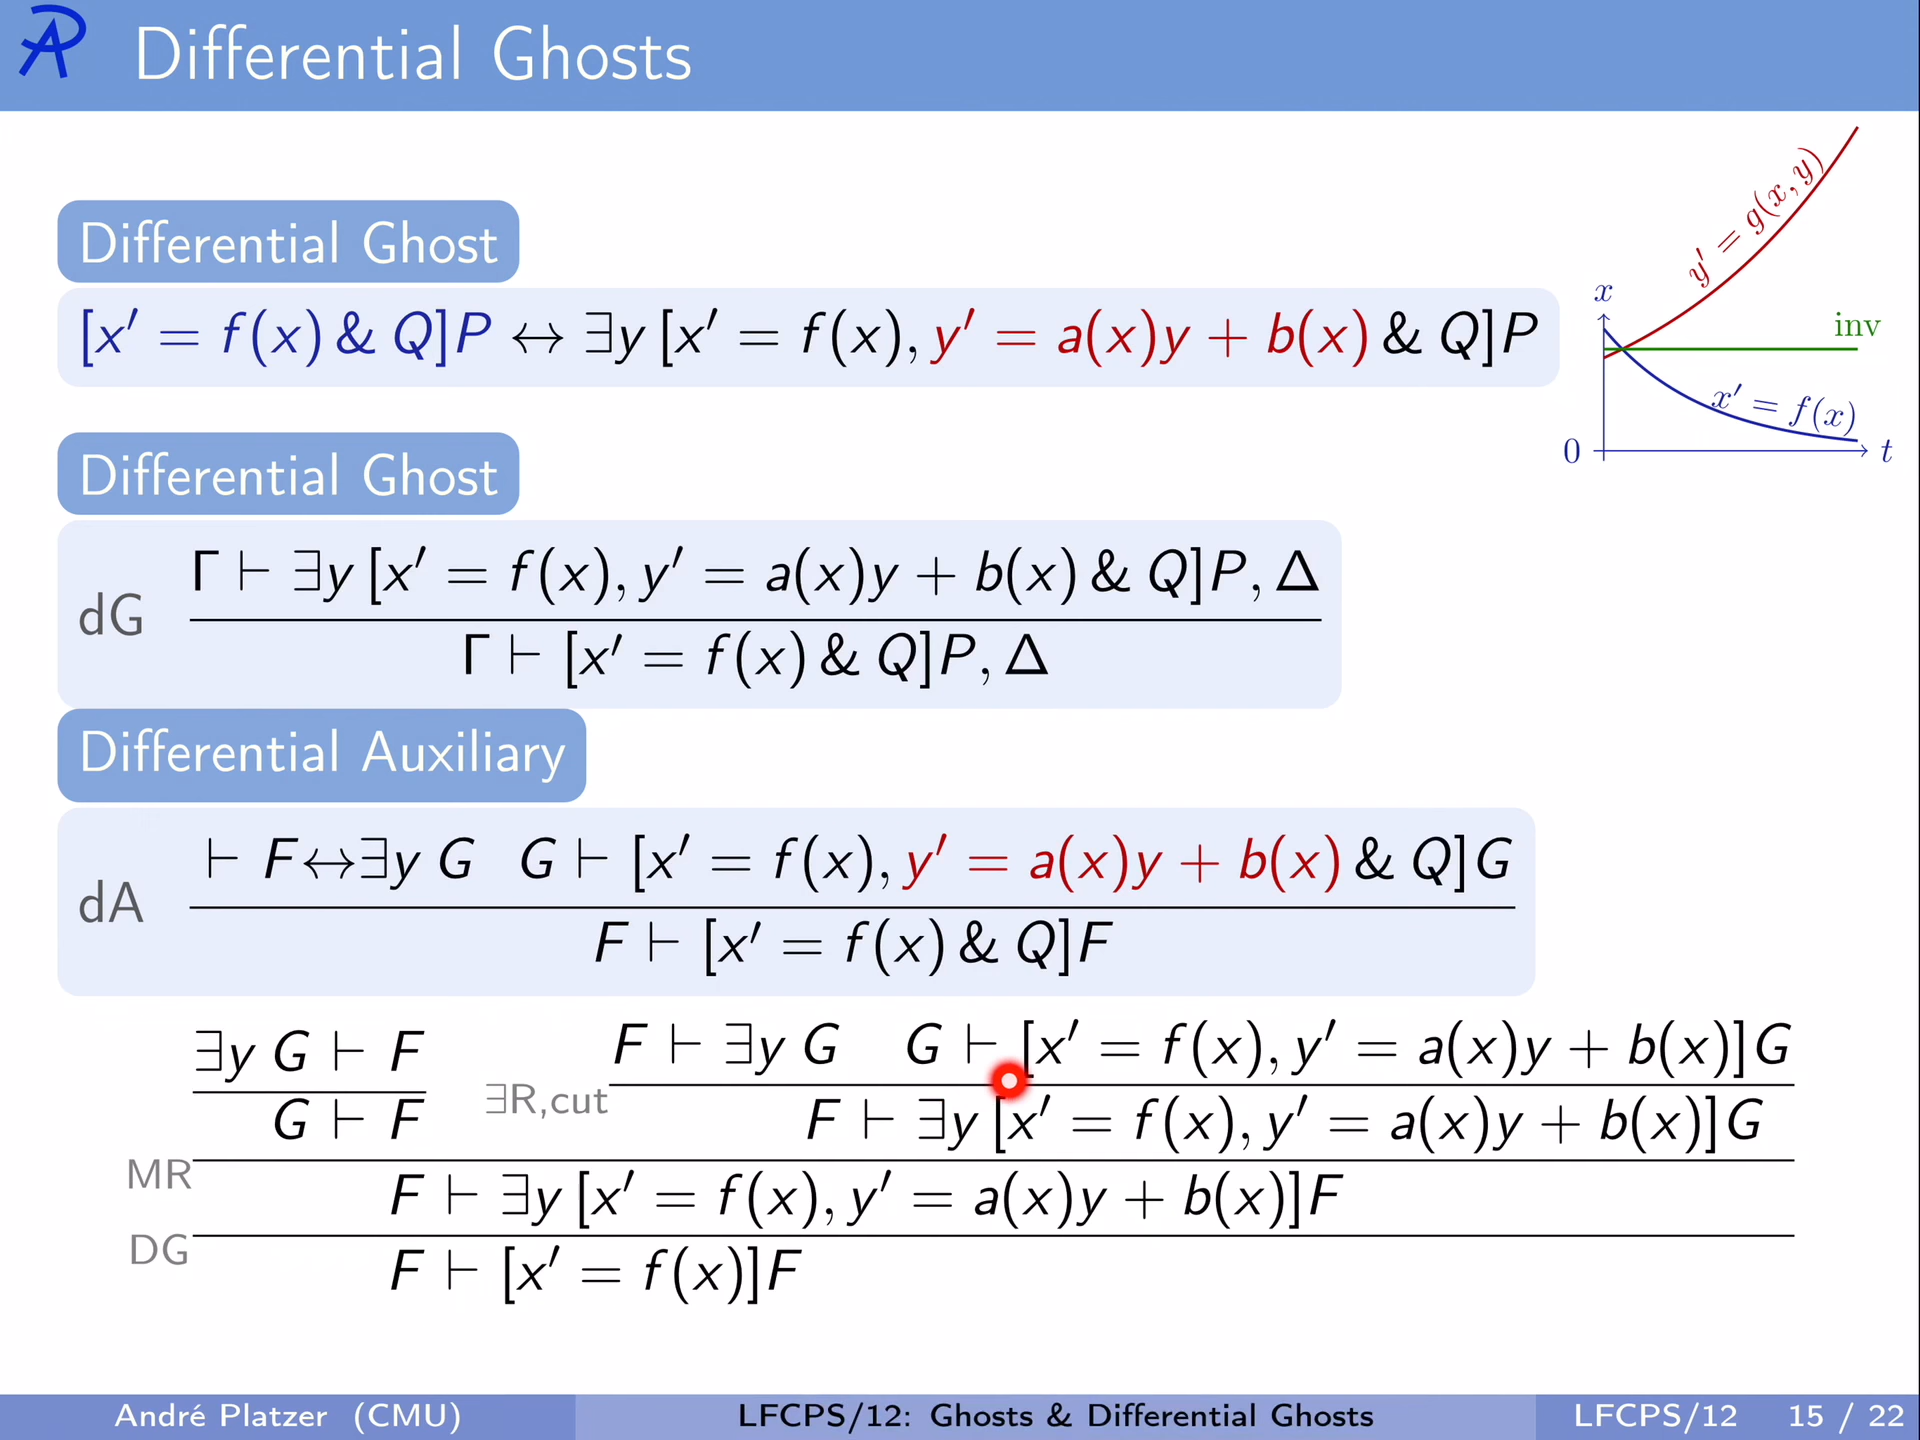 Differential Ghosts
Differential Ghost
[x′ = f(x) & Q]P ↔ ∃y [x′ = f(x), y′ = a(x)y + b(x) & Q]P
x
y′ = g(x, y)
inv
x′ = f(x)
0
t
Differential Ghost
Γ ⊢ ∃y [x′ = f(x), y′ = a(x)y + b(x) & Q]P, Δ
dG
Γ ⊢ [x′ = f(x) & Q]P, Δ
Differential Auxiliary
⊢ F↔∃y G G ⊢ [x′ = f(x), y′ = a(x)y + b(x) & Q]G
dA
F ⊢ [x′ = f(x) & Q]F
∃y G ⊢ F F ⊢ ∃y G G ⊢ [x′ = f(x), y′ = a(x)y + b(x)]G
G ⊢ F ∃R,cut F ⊢ ∃y [x′ = f(x), y′ = a(x)y + b(x)]G
MR F ⊢ ∃y [x′ = f(x), y′ = a(x)y + b(x)]F
DG F ⊢ [x′ = f(x)]F
André Platzer (CMU) LFCPS/12: Ghosts & Differential Ghosts LFCPS/12 15 / 22